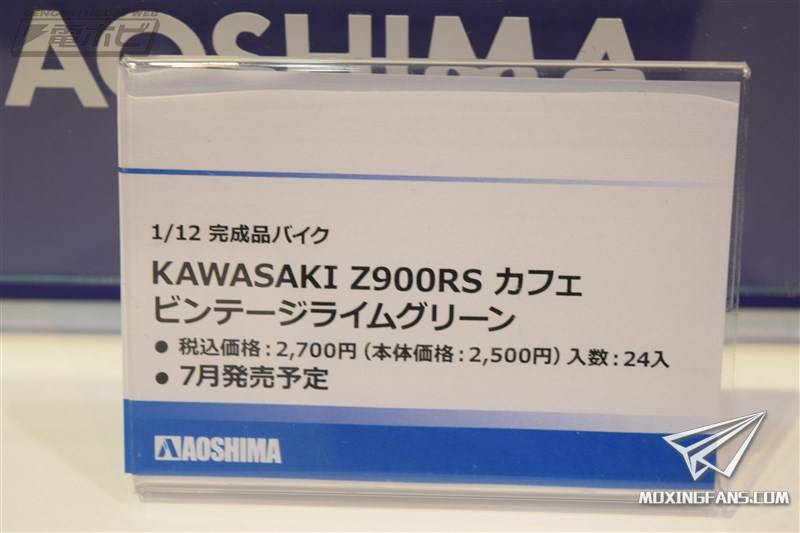 電ホビ
AOSHIMA
1/12 完成品バイク
KAWASAKI Z900RS カフェ
ビンテージライムグリーン
● 税込価格：2,700円（本体価格：2,500円）入数：24入
● 7月発売予定
AOSHIMA
MOXINGFANS.COM